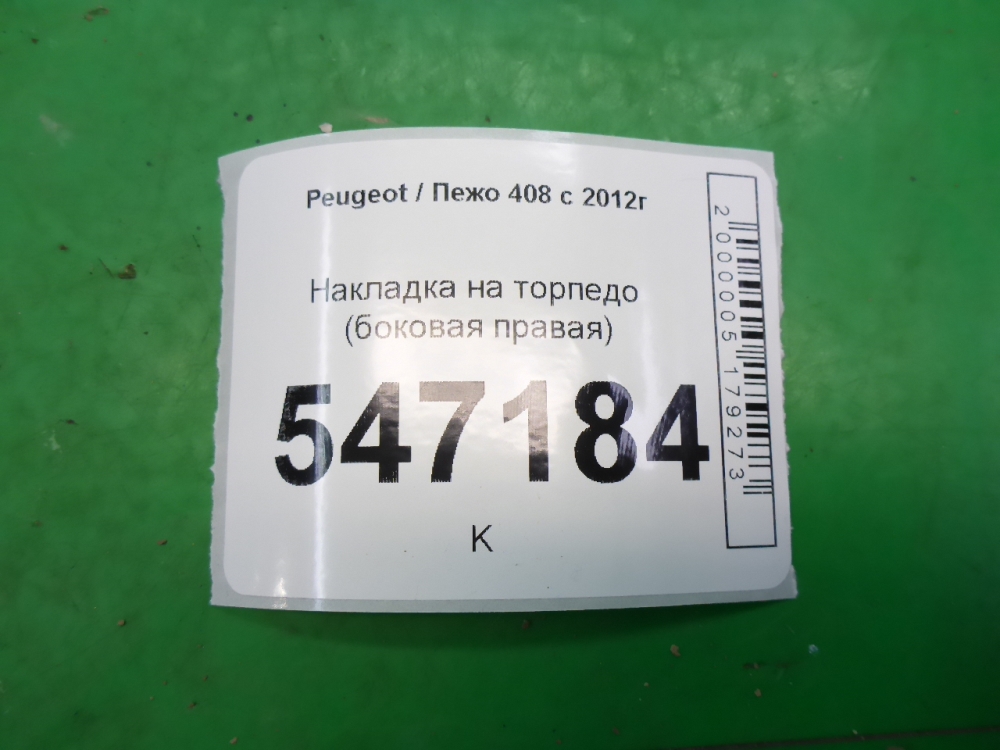 Peugeot / Пежо 408 с 2012г
Накладка на торпедо
(боковая правая)
547184
К
2000005179273